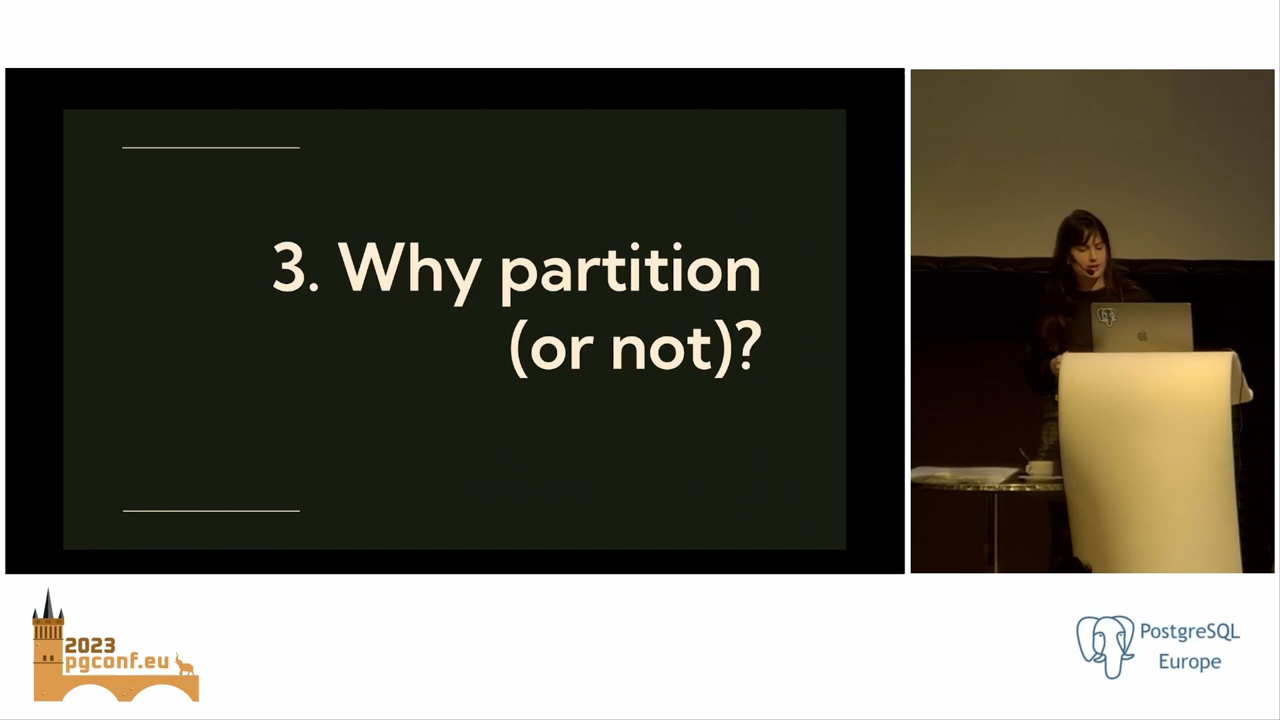 3. Why partition
(or not)?
2023
pgconf.eu
PostgreSQL
Europe